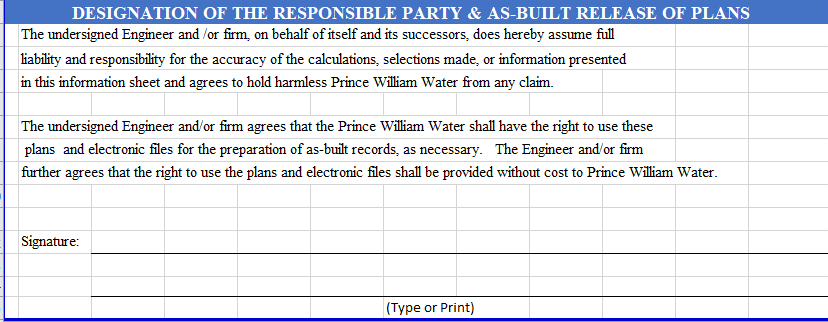 DESIGNATION OF THE RESPONSIBLE PARTY & AS-BUILT RELEASE OF PLANS
The undersigned Engineer and /or firm, on behalf of itself and its successors, does hereby assume full
liability and responsibility for the accuracy of the calculations, selections made, or information presented
in this information sheet and agrees to hold harmless Prince William Water from any claim.
The undersigned Engineer and/or firm agrees that the Prince William Water shall have the right to use these
plans  and electronic files for the preparation of as-built records, as necessary.   The Engineer and/or firm
further agrees that the right to use the plans and electronic files shall be provided without cost to Prince William Water.
Signature:
(Type or Print)